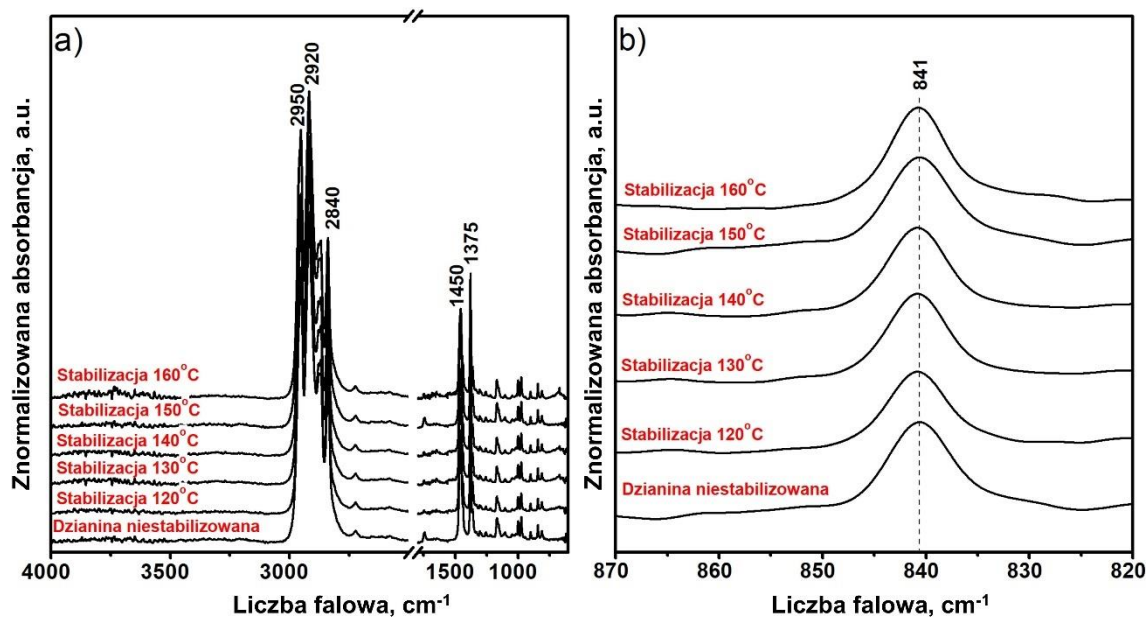 a)
2950
2920
2840
1450
1375
Znormalizowana absorbancja, a.u.
Stabilizacja 160°C
Stabilizacja 150°C
Stabilizacja 140°C
Stabilizacja 130°C
Stabilizacja 120°C
Dzianina niestabilizowana
4000 3500 3000 1500 1000
Liczba falowa, cm⁻¹
b)
841
Znormalizowana absorbancja, a.u.
Stabilizacja 160°C
Stabilizacja 150°C
Stabilizacja 140°C
Stabilizacja 130°C
Stabilizacja 120°C
Dzianina niestabilizowana
870 860 850 840 830 820
Liczba falowa, cm⁻¹